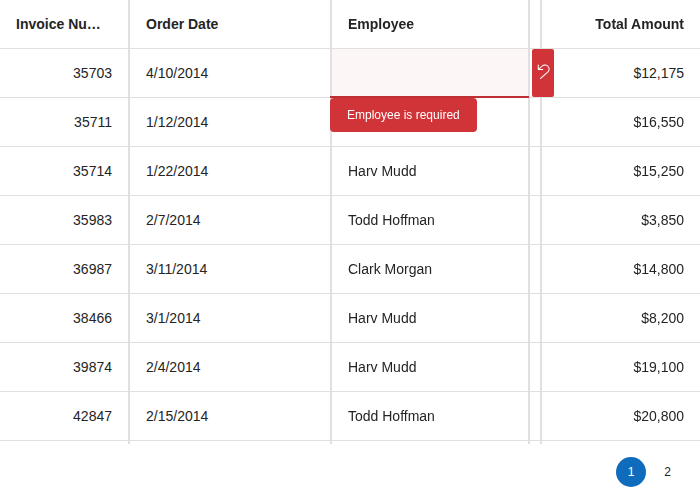 Invoice Nu… Order Date Employee Total Amount
35703 4/10/2014 $12,175
35711 1/12/2014 Employee is required $16,550
35714 1/22/2014 Harv Mudd $15,250
35983 2/7/2014 Todd Hoffman $3,850
36987 3/11/2014 Clark Morgan $14,800
38466 3/1/2014 Harv Mudd $8,200
39874 2/4/2014 Harv Mudd $19,100
42847 2/15/2014 Todd Hoffman $20,800
1 2